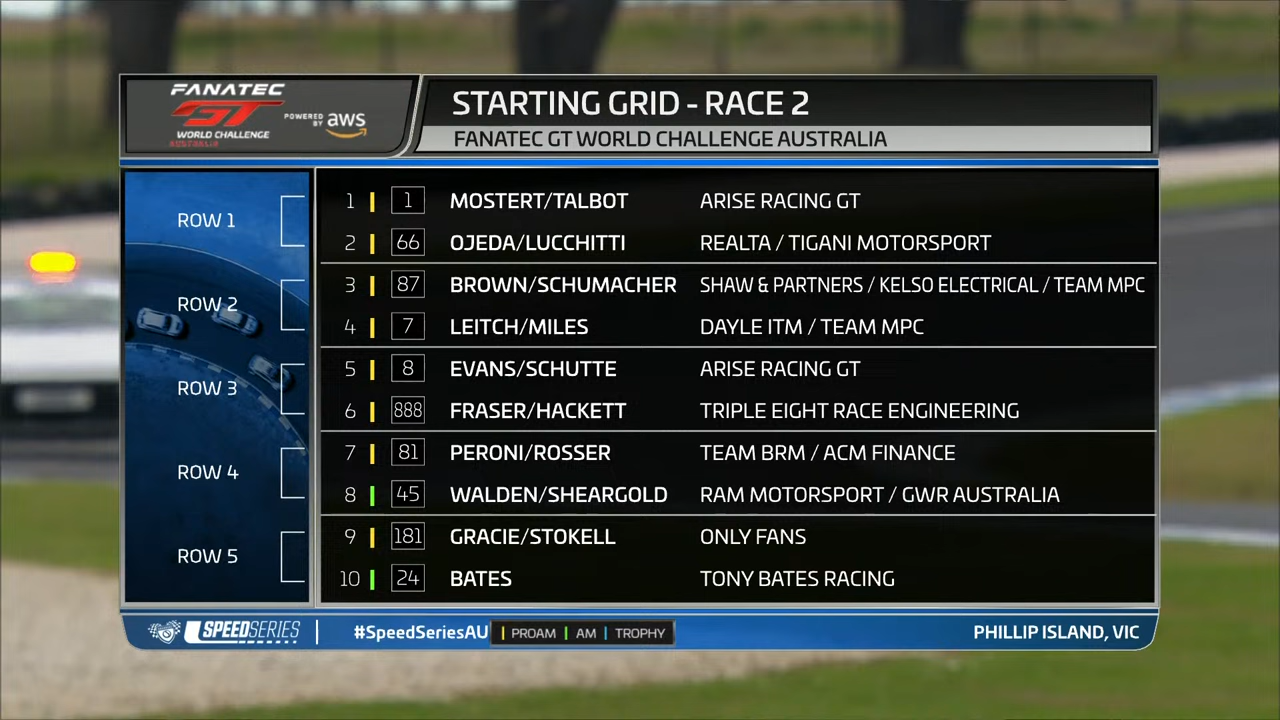 FANATEC
GT
WORLD CHALLENGE
AUSTRALIA
POWERED BY aws
STARTING GRID - RACE 2
FANATEC GT WORLD CHALLENGE AUSTRALIA
ROW 1
1 1 MOSTERT/TALBOT ARISE RACING GT
2 66 OJEDA/LUCCHITTI REALTA / TIGANI MOTORSPORT
ROW 2
3 87 BROWN/SCHUMACHER SHAW & PARTNERS / KELSO ELECTRICAL / TEAM MPC
4 7 LEITCH/MILES DAYLE ITM / TEAM MPC
ROW 3
5 8 EVANS/SCHUTTE ARISE RACING GT
6 888 FRASER/HACKETT TRIPLE EIGHT RACE ENGINEERING
ROW 4
7 81 PERONI/ROSSER TEAM BRM / ACM FINANCE
8 45 WALDEN/SHEARGOLD RAM MOTORSPORT / GWR AUSTRALIA
ROW 5
9 181 GRACIE/STOKELL ONLY FANS
10 24 BATES TONY BATES RACING
SPEEDSERIES #SpeedSeriesAU PROAM AM TROPHY PHILLIP ISLAND, VIC